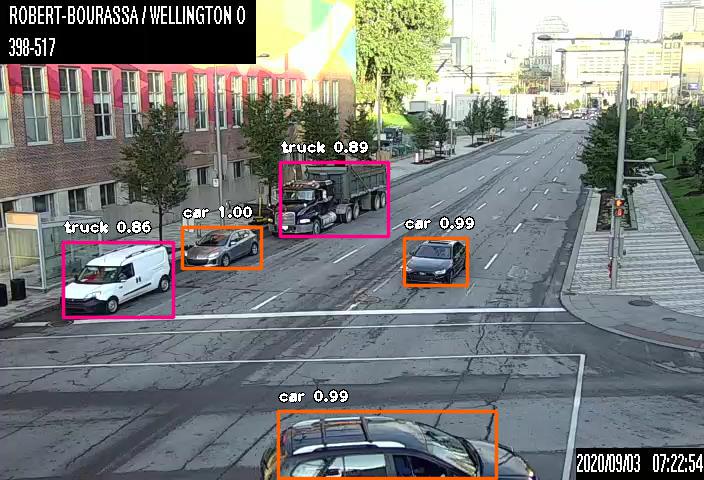 ROBERT-BOURASSA / WELLINGTON O
398-517
truck 0.89
car 1.00
car 0.99
truck 0.86
car 0.99
2020/09/03 07:22:54